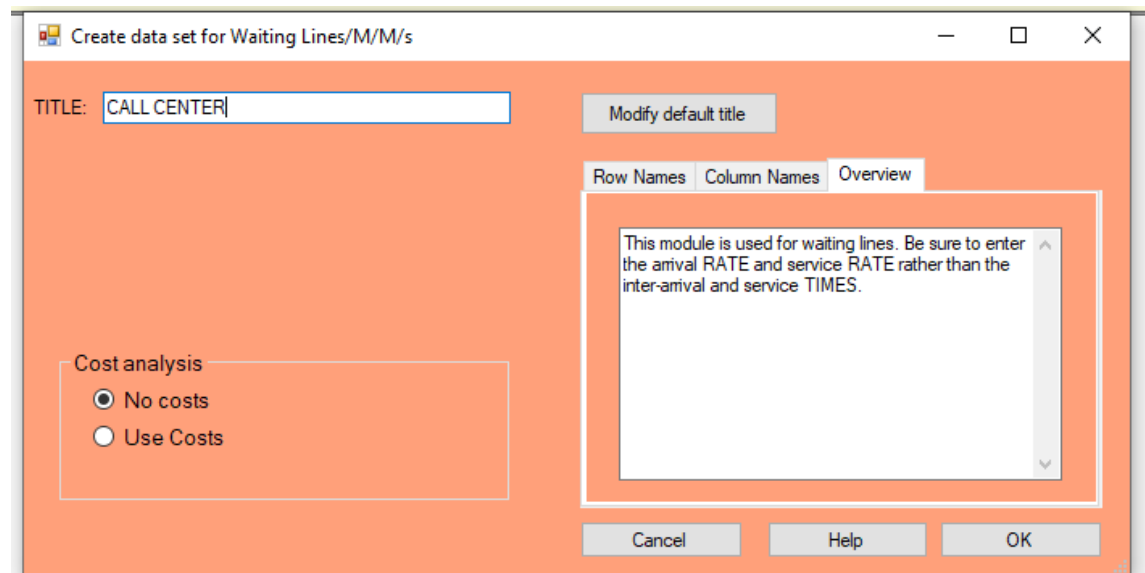 Create data set for Waiting Lines/M/M/s
TITLE: CALL CENTER
Modify default title
Row Names Column Names Overview
This module is used for waiting lines. Be sure to enter
the arrival RATE and service RATE rather than the
inter-arrival and service TIMES.
Cost analysis
No costs
Use Costs
Cancel Help OK